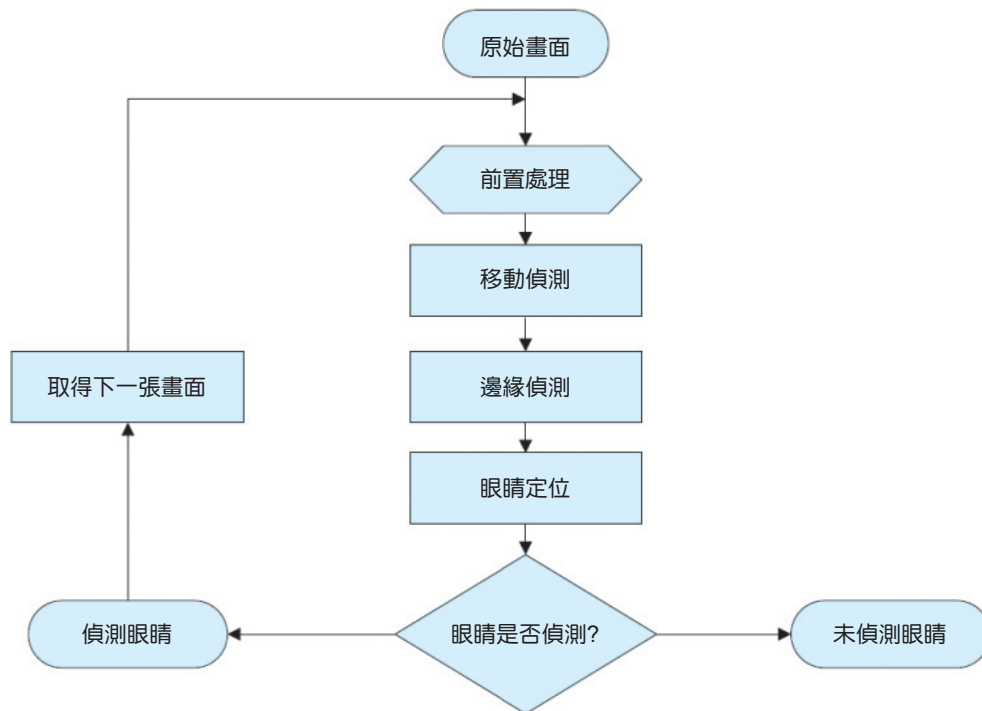 原始畫面
前置處理
移動偵測
取得下一張畫面
邊緣偵測
眼睛定位
偵測眼睛
眼睛是否偵測?
未偵測眼睛